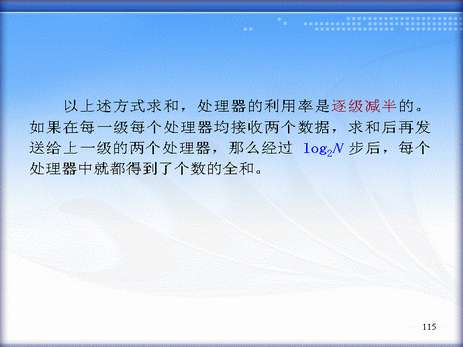 以上述方式求和，处理器的利用率是逐级减半的。
如果在每一级每个处理器均接收两个数据，求和后再发
送给上一级的两个处理器，那么经过 log₂N 步后，每个
处理器中就都得到了个数的全和。
115